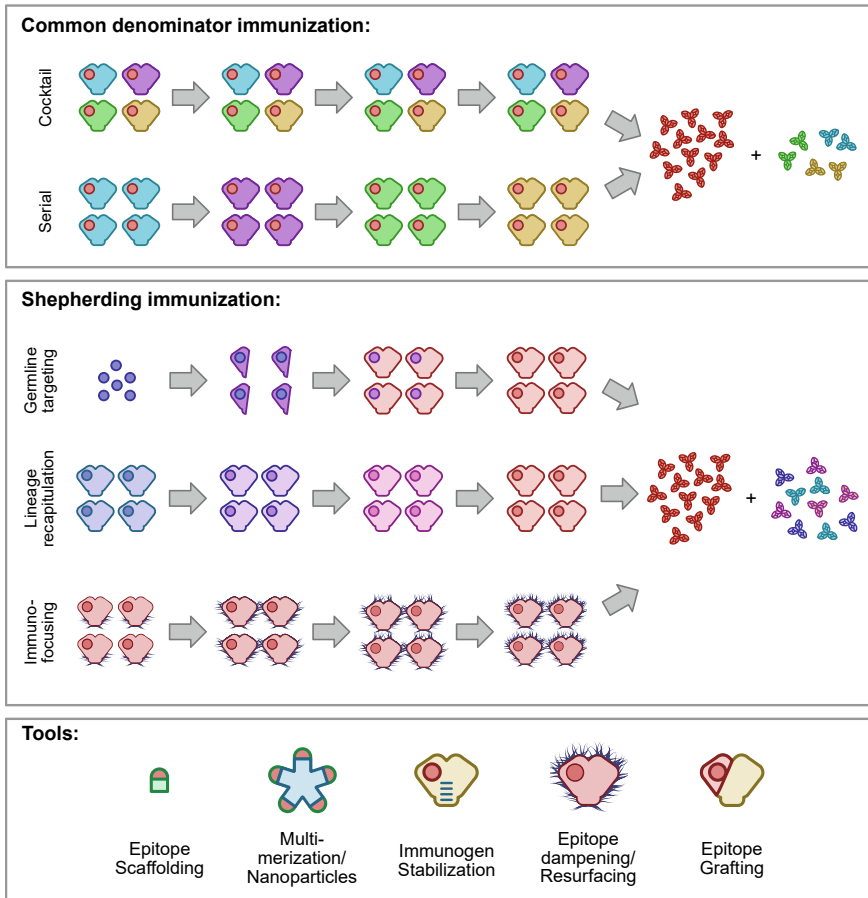 Common denominator immunization:
Cocktail
Serial
+
Shepherding immunization:
Germline
targeting
Lineage
recapitulation
Immuno-
focusing
+
Tools:
Epitope
Scaffolding
Multi-
merization/
Nanoparticles
Immunogen
Stabilization
Epitope
dampening/
Resurfacing
Epitope
Grafting